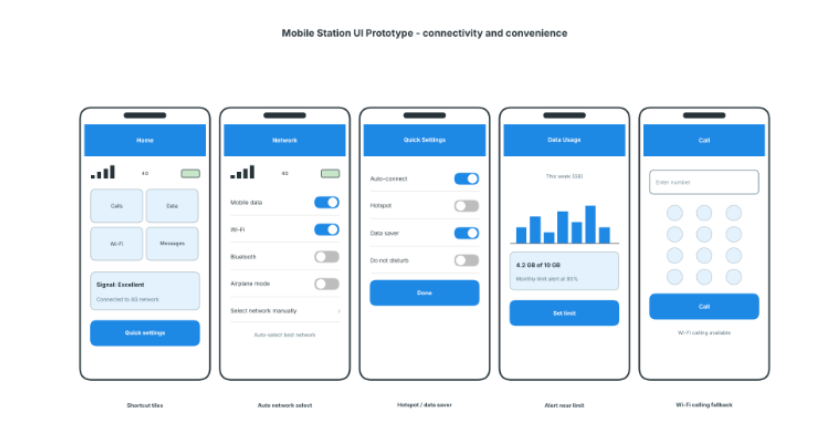 Mobile Station UI Prototype - connectivity and convenience
Home
4G
Calls
Data
Wi-Fi
Messages
Signal: Excellent
Connected to 4G network
Quick settings
Shortcut tiles
Network
4G
Mobile data
Wi-Fi
Bluetooth
Airplane mode
Select network manually
›
Auto-select best network
Auto network select
Quick Settings
Auto-connect
Hotspot
Data saver
Do not disturb
Done
Hotspot / data saver
Data Usage
This week (GB)
4.2 GB of 10 GB
Monthly limit alert at 80%
Set limit
Alert near limit
Call
Enter number
Call
Wi-Fi calling available
Wi-Fi calling fallback